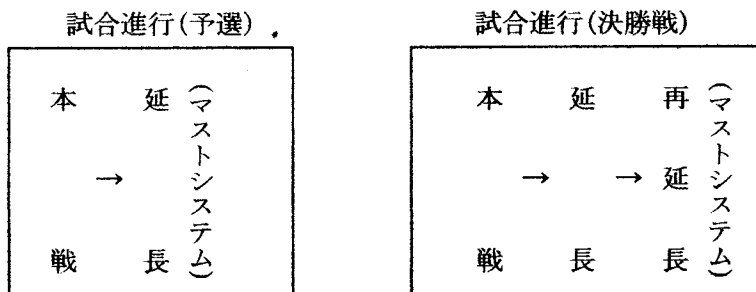 試合進行(予選)
本戦
→
延長
(マストシステム)
試合進行(決勝戦)
本戦
→
延長
→
再延長
(マストシステム)